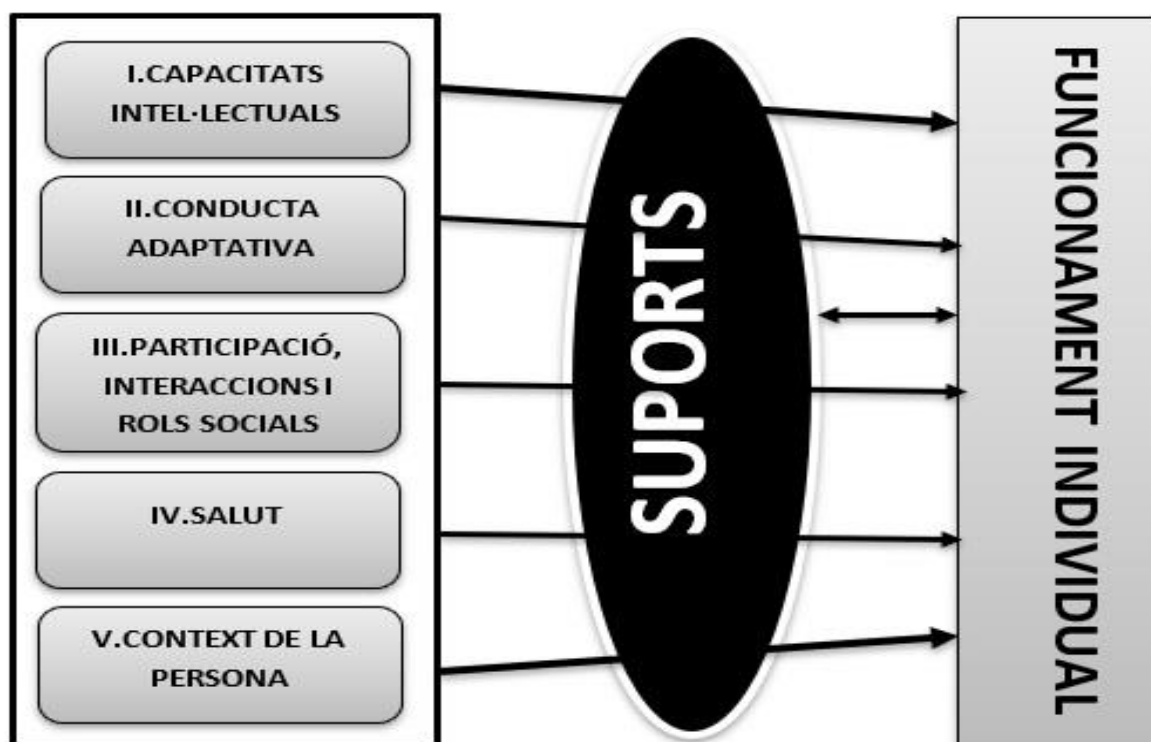 I.CAPACITATS
INTEL·LECTUALS
II.CONDUCTA
ADAPTATIVA
III.PARTICIPACIÓ,
INTERACCIONS I
ROLS SOCIALS
IV.SALUT
V.CONTEXT DE LA
PERSONA
SUPORTS
FUNCIONAMENT INDIVIDUAL